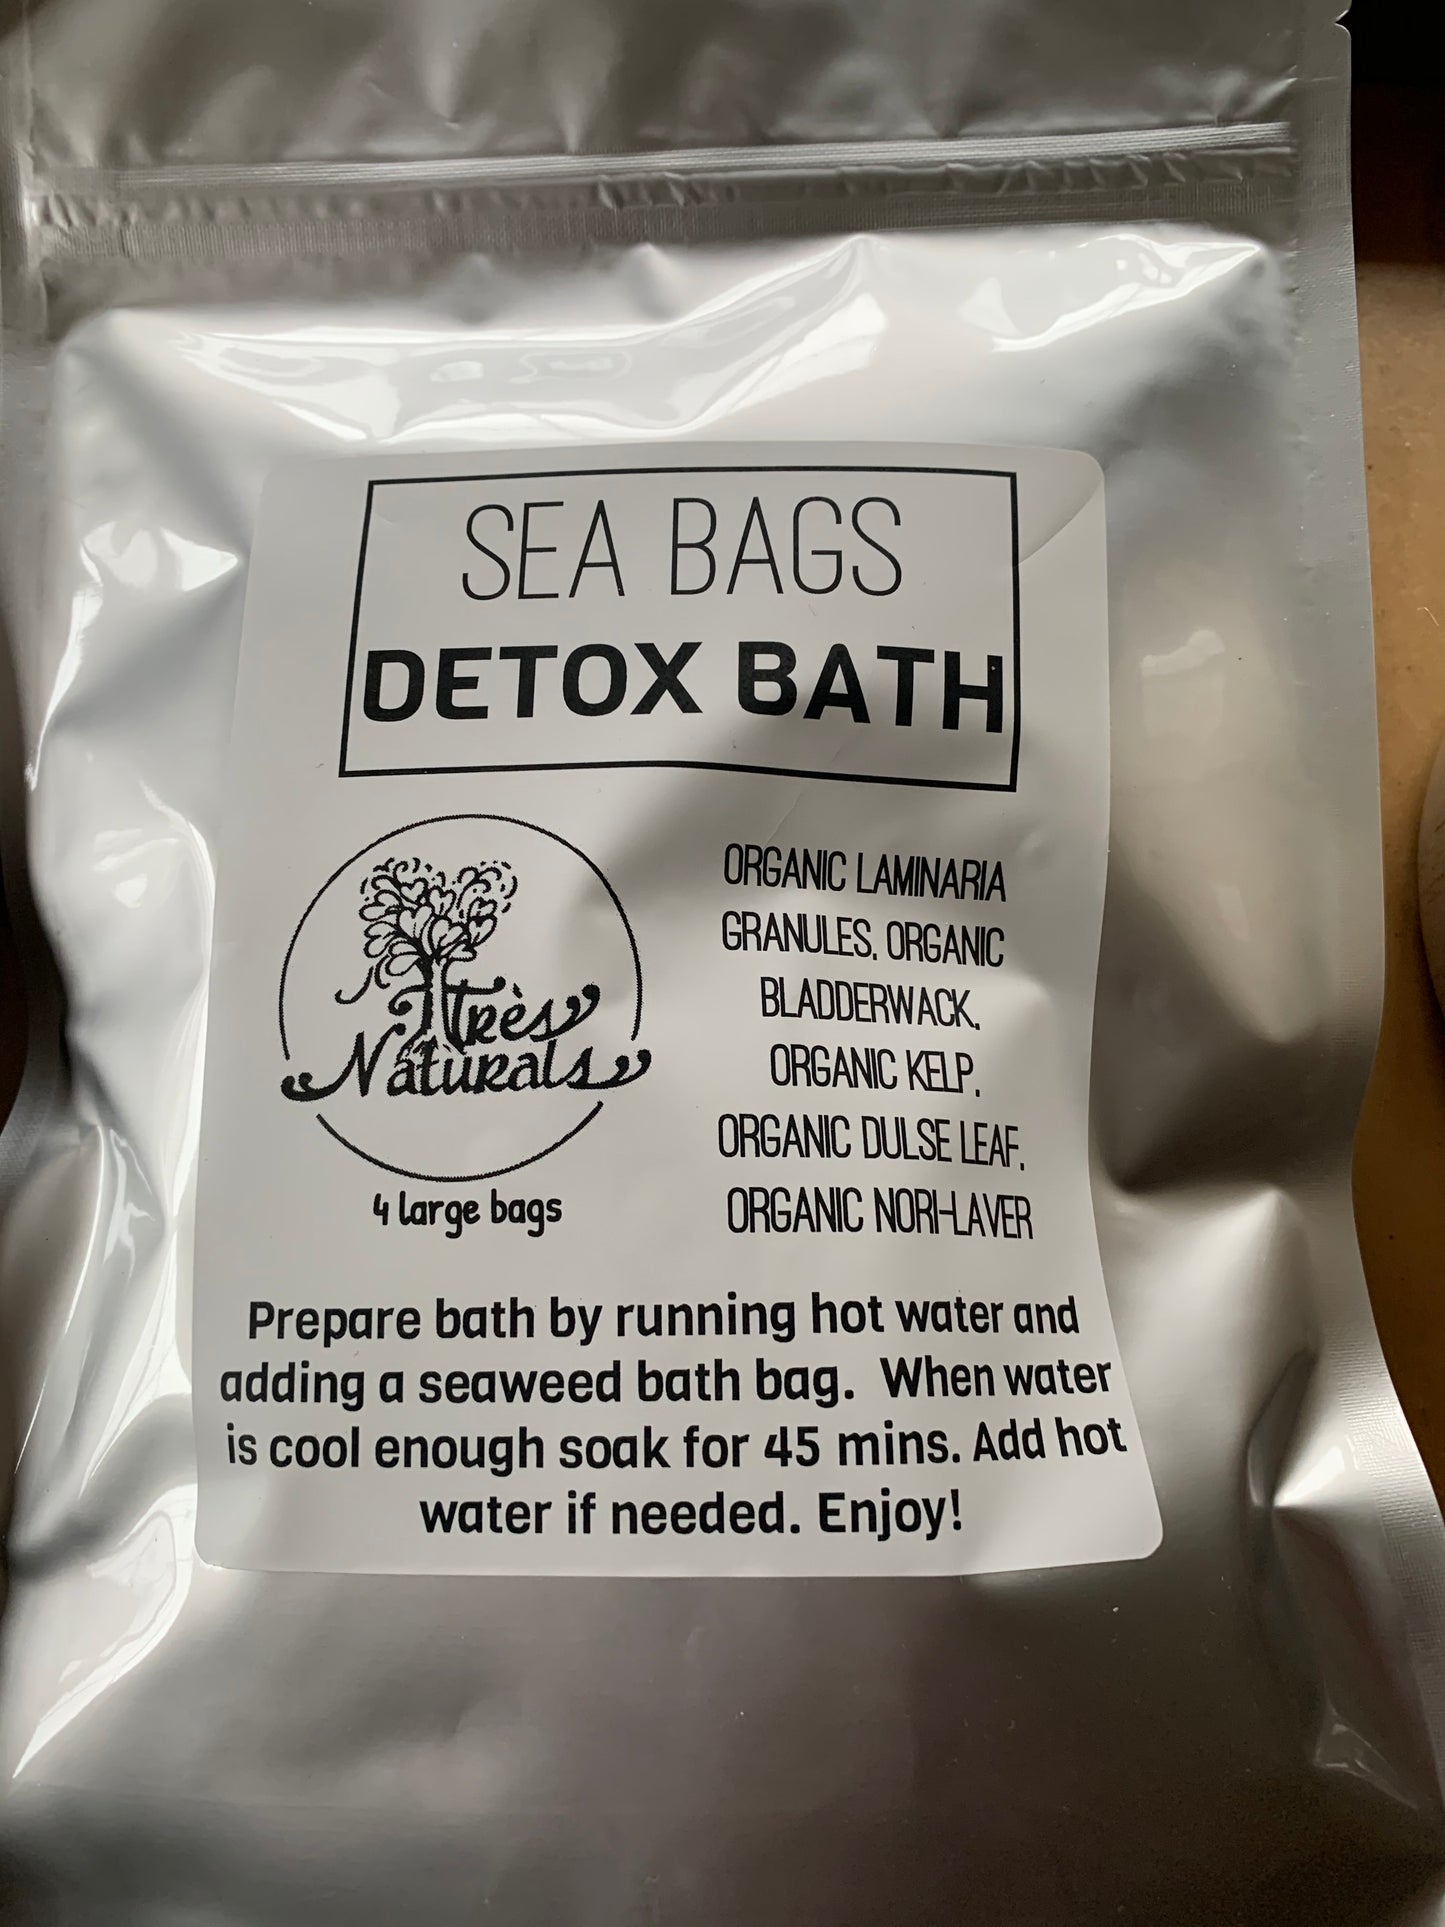 SEA BAGS
DETOX BATH
Très
Naturals
4 large bags
ORGANIC LAMINARIA
GRANULES, ORGANIC
BLADDERWACK,
ORGANIC KELP,
ORGANIC DULSE LEAF,
ORGANIC NORI-LAVER
Prepare bath by running hot water and
adding a seaweed bath bag. When water
is cool enough soak for 45 mins. Add hot
water if needed. Enjoy!